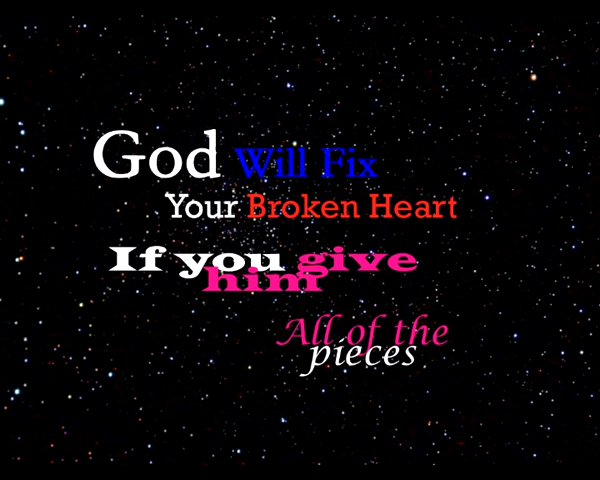 God Will Fix
Your Broken Heart
If you give
him
All of the
pieces